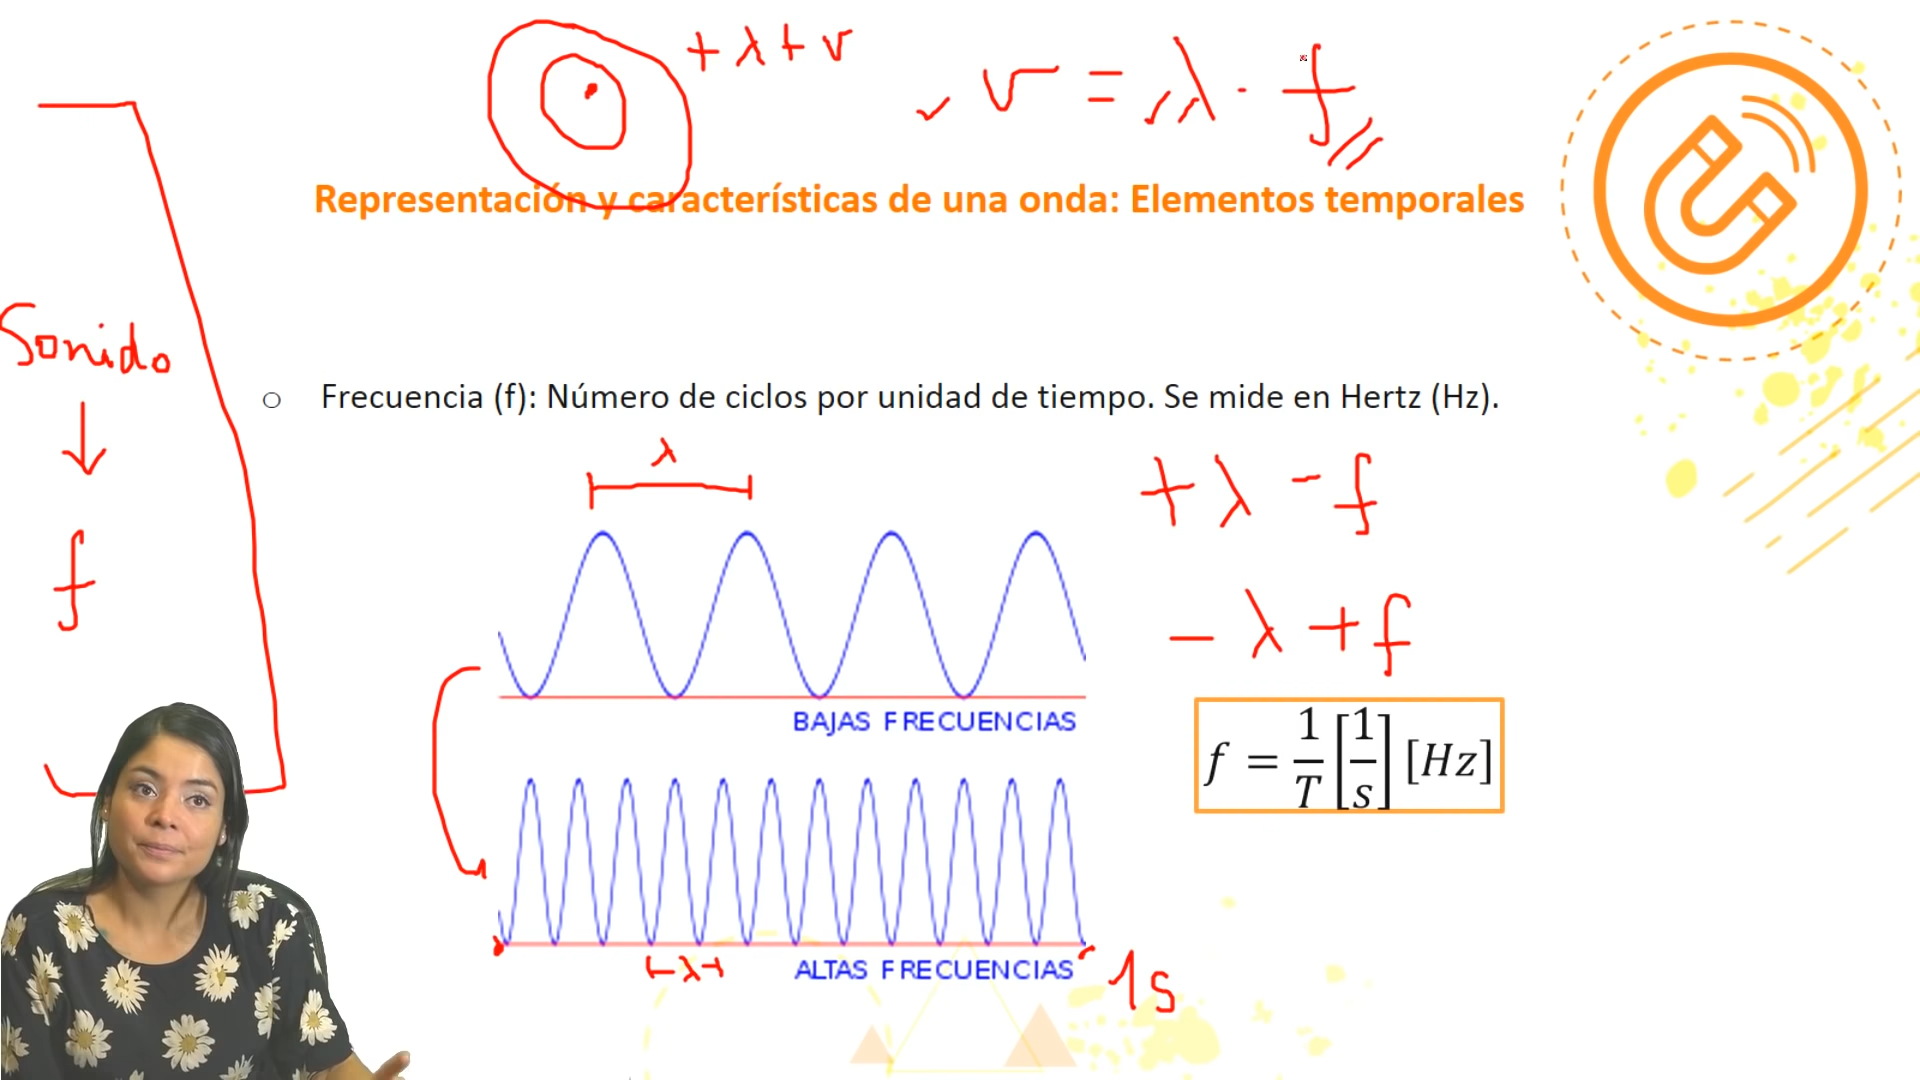 + λ + v
v = λ · f
Representación y características de una onda: Elementos temporales
Sonido
f
Frecuencia (f): Número de ciclos por unidad de tiempo. Se mide en Hertz (Hz).
λ
+ λ - f
- λ + f
BAJAS FRECUENCIAS
f = 1/T [1/s] [Hz]
λ
ALTAS FRECUENCIAS
1s